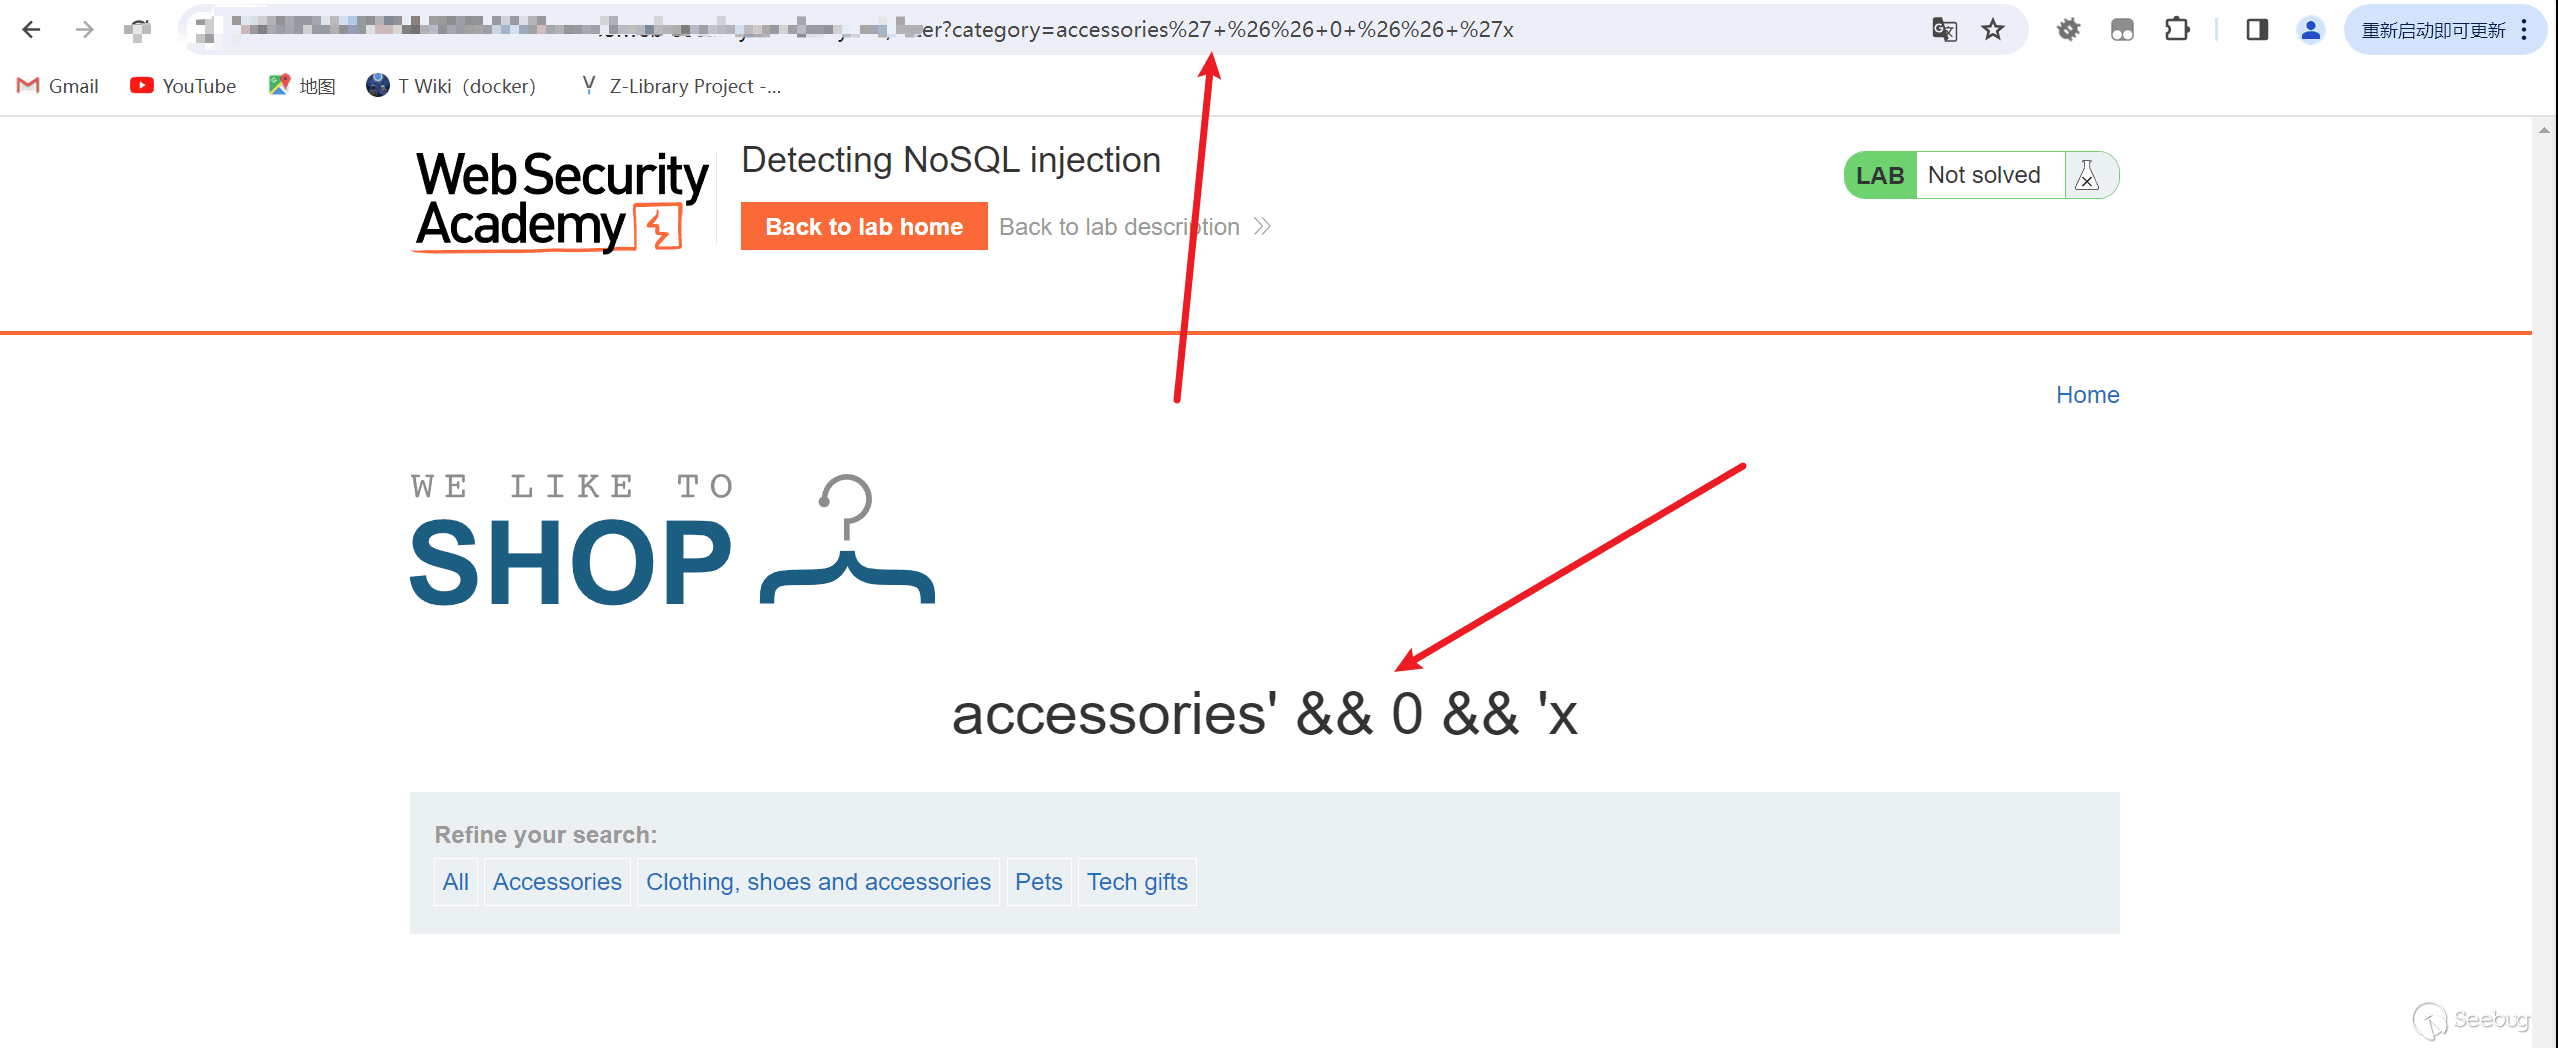 er?category=accessories%27+%26%26+0+%26%26+%27x
重新启动即可更新
Gmail YouTube 地图 T Wiki（docker） Z-Library Project -...
Web Security
Academy
Detecting NoSQL injection
Back to lab home Back to lab description
LAB Not solved
Home
WE LIKE TO
SHOP
accessories' && 0 && 'x
Refine your search:
All Accessories Clothing, shoes and accessories Pets Tech gifts
Seebug